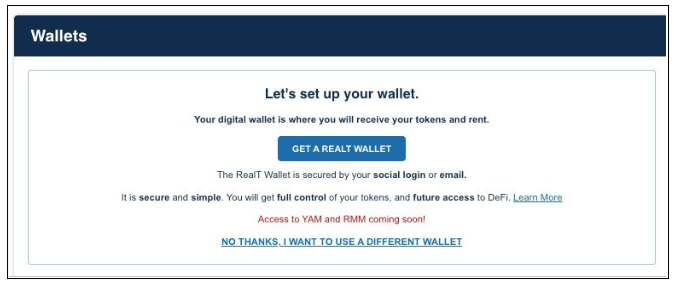 Wallets
Let's set up your wallet.
Your digital wallet is where you will receive your tokens and rent.
GET A REALT WALLET
The RealT Wallet is secured by your social login or email.
It is secure and simple. You will get full control of your tokens, and future access to DeFi. Learn More
Access to YAM and RMM coming soon!
NO THANKS, I WANT TO USE A DIFFERENT WALLET